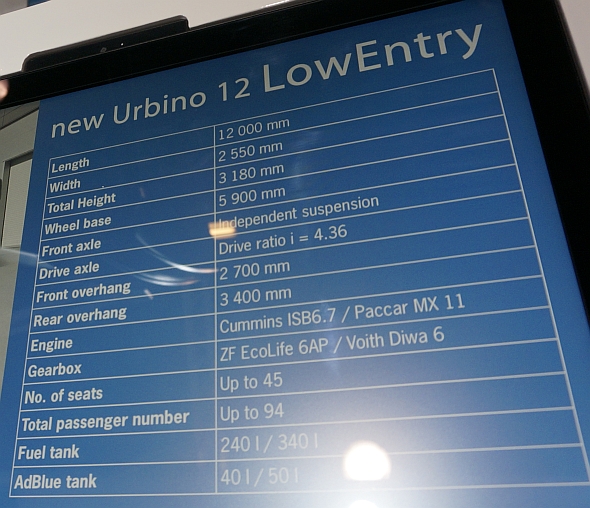 new Urbino 12 LowEntry
Length 12 000 mm
Width 2 550 mm
Total Height 3 180 mm
Wheel base 5 900 mm
Front axle Independent suspension
Drive axle Drive ratio i = 4.36
Front overhang 2 700 mm
Rear overhang 3 400 mm
Engine Cummins ISB6.7 / Paccar MX 11
Gearbox ZF EcoLife 6AP / Voith Diwa 6
No. of seats Up to 45
Total passenger number Up to 94
Fuel tank 240 l / 340 l
AdBlue tank 40 l / 50 l